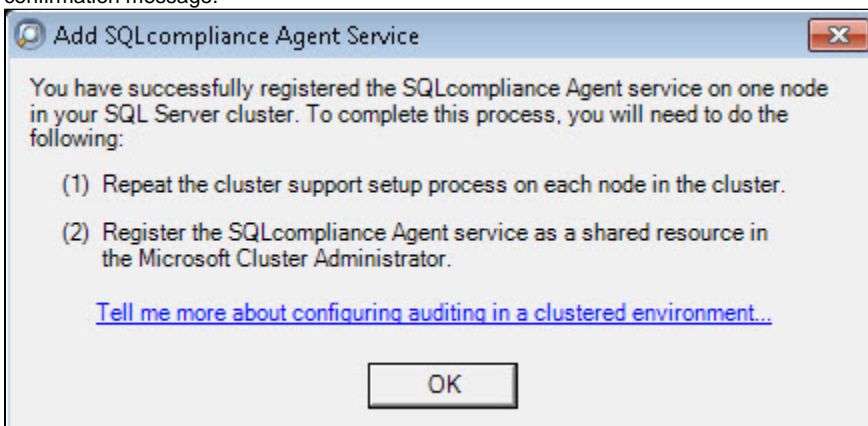 confirmation message.
Add SQLcompliance Agent Service
You have successfully registered the SQLcompliance Agent service on one node
in your SQL Server cluster. To complete this process, you will need to do the
following:
(1) Repeat the cluster support setup process on each node in the cluster.
(2) Register the SQLcompliance Agent service as a shared resource in
the Microsoft Cluster Administrator.
Tell me more about configuring auditing in a clustered environment...
OK